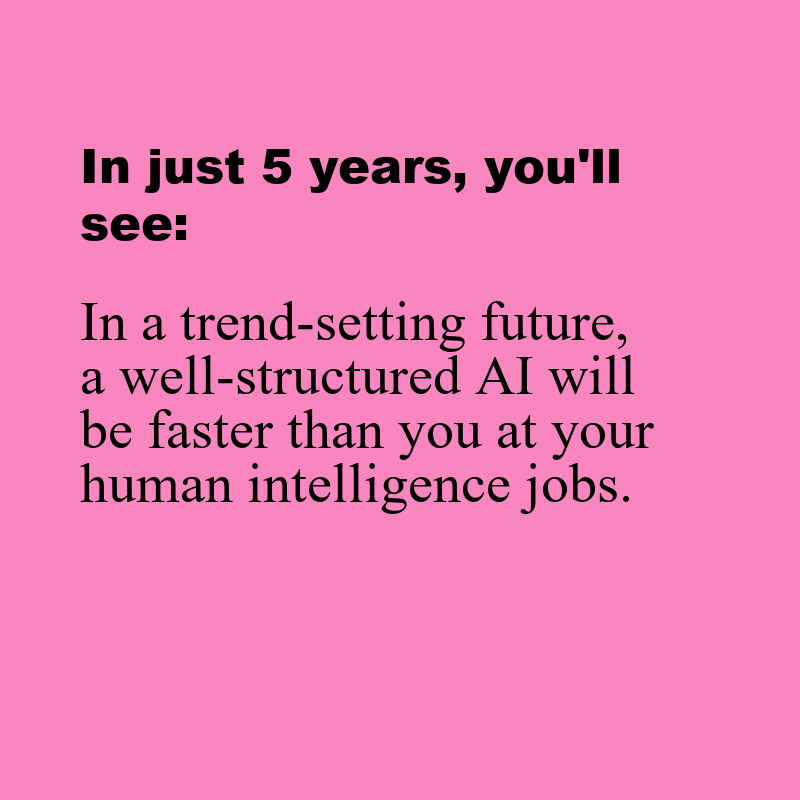 In just 5 years, you'll
see:
In a trend-setting future,
a well-structured AI will
be faster than you at your
human intelligence jobs.